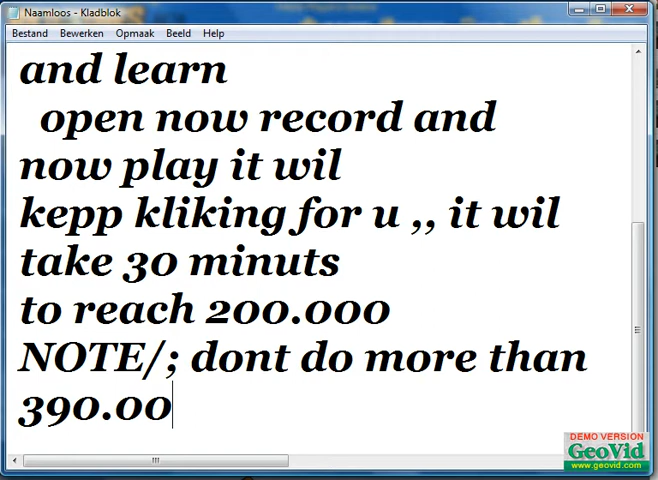 Naamloos - Kladblok
Bestand Bewerken Opmaak Beeld Help
and learn
open now record and
now play it wil
kepp kliking for u ,, it wil
take 30 minuts
to reach 200.000
NOTE/; dont do more than
390.00
DEMO VERSION
GeoVid
www.geovid.com